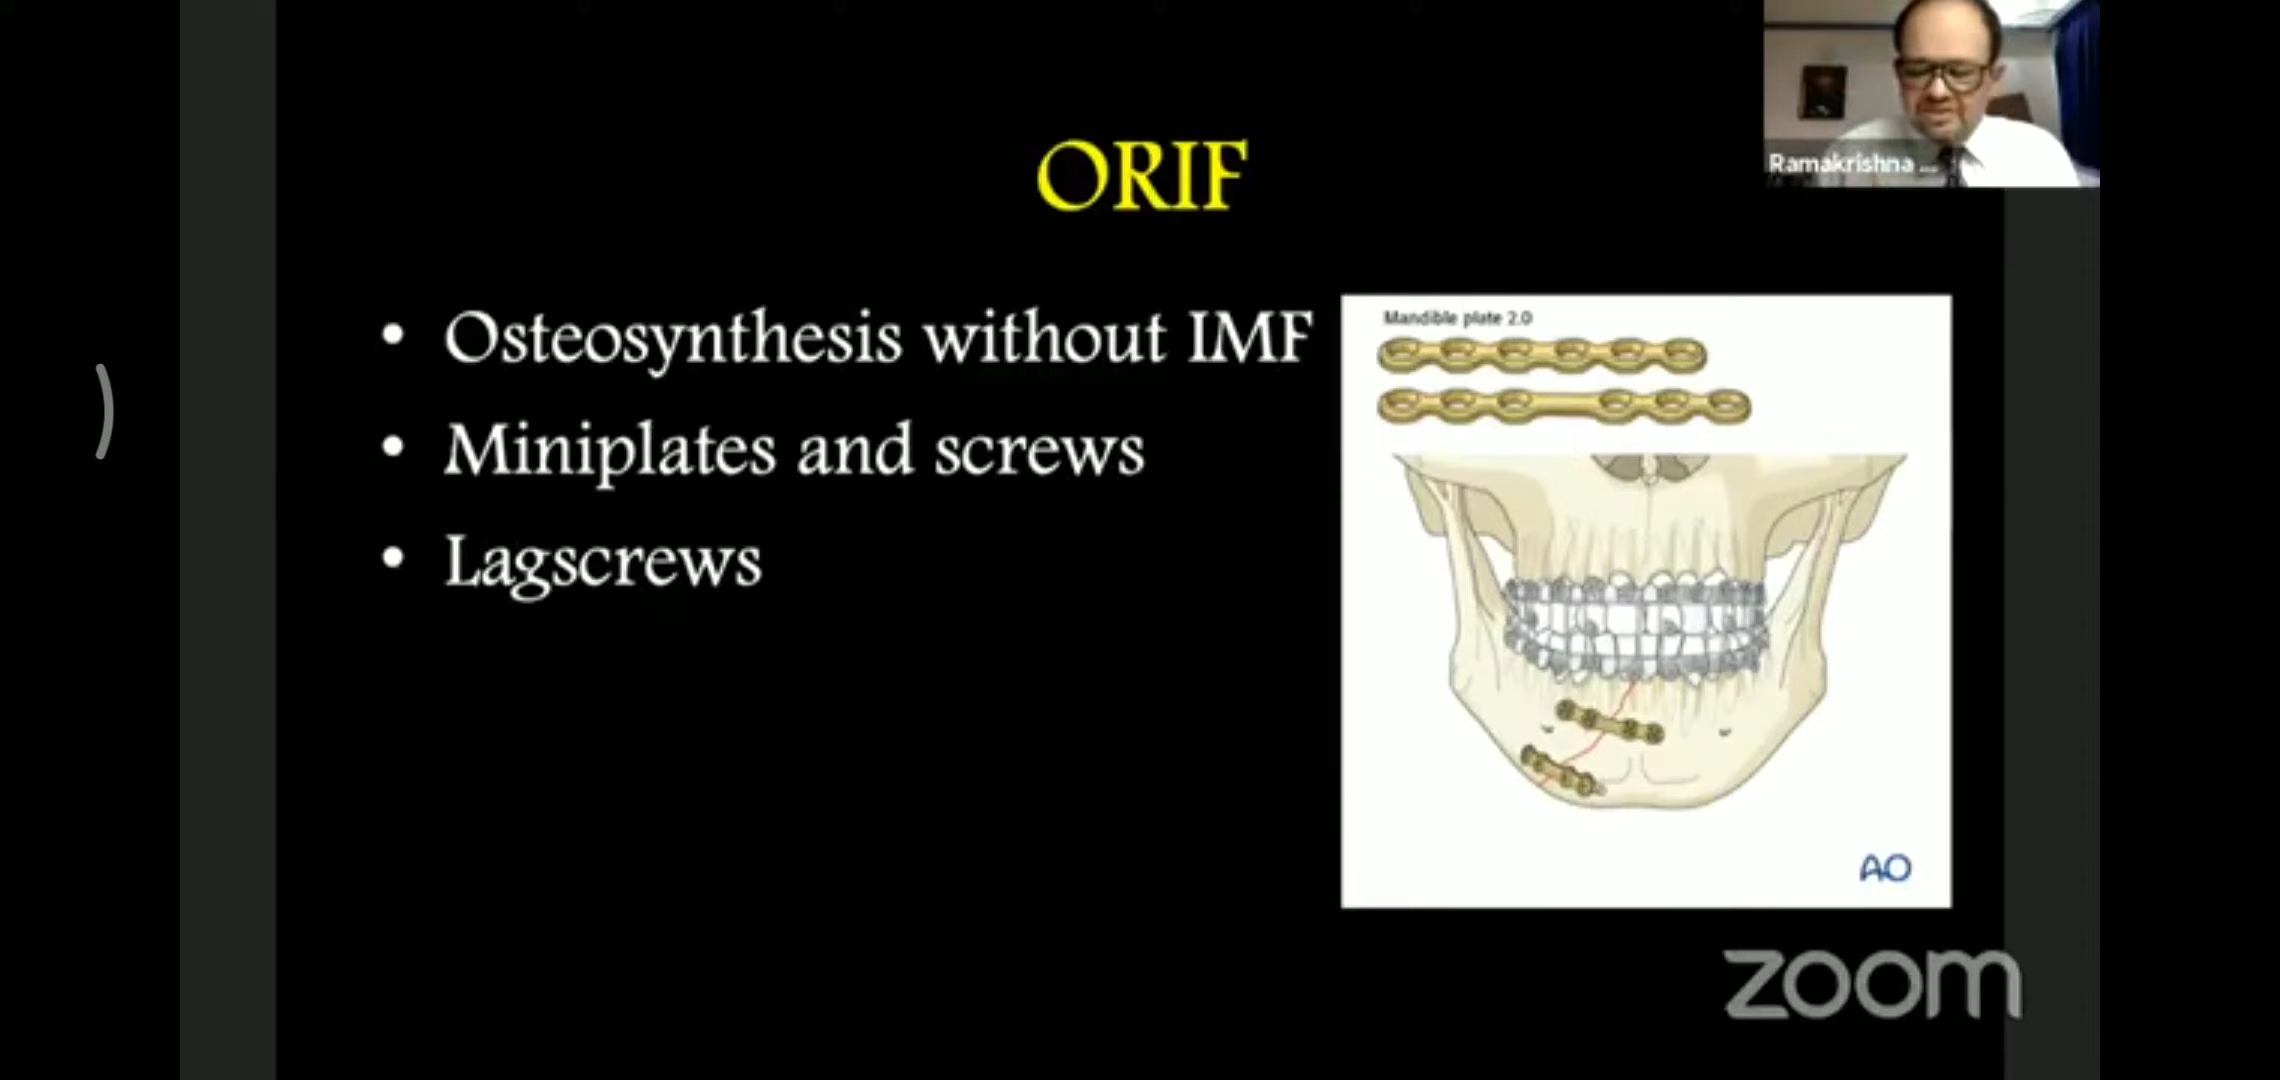 ORIF
Ramakrishna ...
• Osteosynthesis without IMF
• Miniplates and screws
• Lagscrews
Mandible plate 2.0
AO
zoom